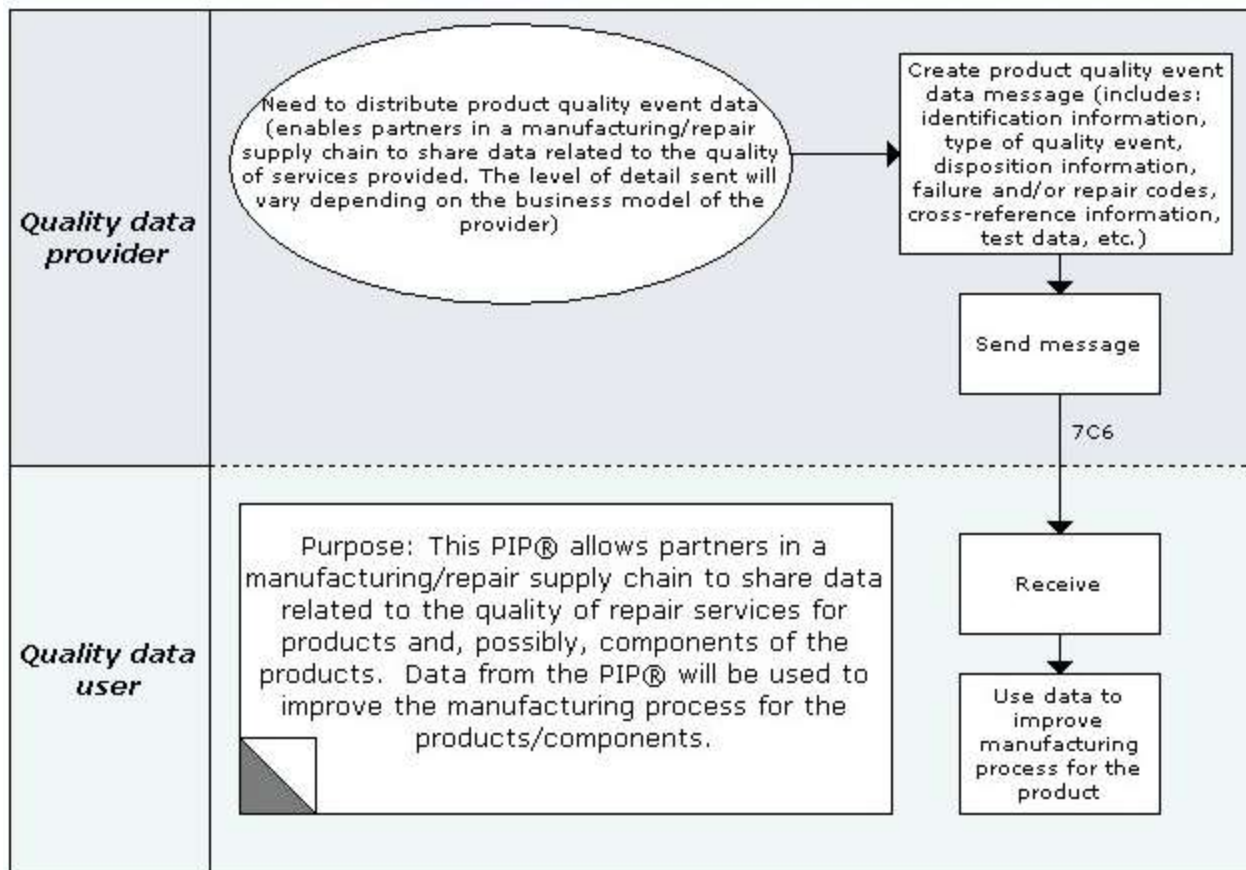 Quality data
provider
Need to distribute product quality event data
(enables partners in a manufacturing/repair
supply chain to share data related to the quality
of services provided. The level of detail sent will
vary depending on the business model of the
provider)
Create product quality event
data message (includes:
identification information,
type of quality event,
disposition information,
failure and/or repair codes,
cross-reference information,
test data, etc.)
Send message
7C6
Quality data
user
Purpose: This PIP® allows partners in a
manufacturing/repair supply chain to share data
related to the quality of repair services for
products and, possibly, components of the
products. Data from the PIP® will be used to
improve the manufacturing process for the
products/components.
Receive
Use data to
improve
manufacturing
process for the
product